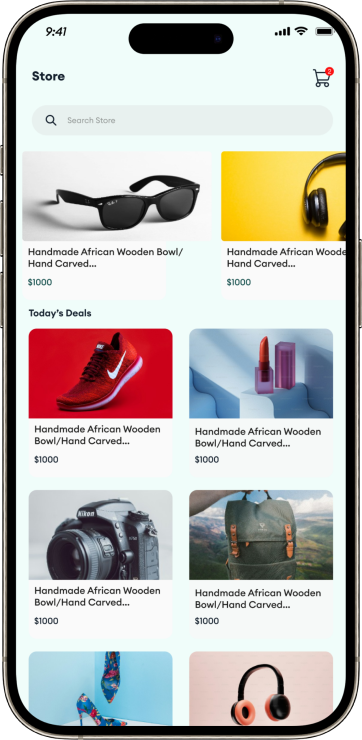 9:41
Store
2
Search Store
Handmade African Wooden Bowl/
Hand Carved...
$1000
Handmade African Woode
Hand Carved...
$1000
Today's Deals
Handmade African Wooden
Bowl/Hand Carved...
$1000
Handmade African Wooden
Bowl/Hand Carved...
$1000
Nikon
Handmade African Wooden
Bowl/Hand Carved...
$1000
Handmade African Wooden
Bowl/Hand Carved...
$1000